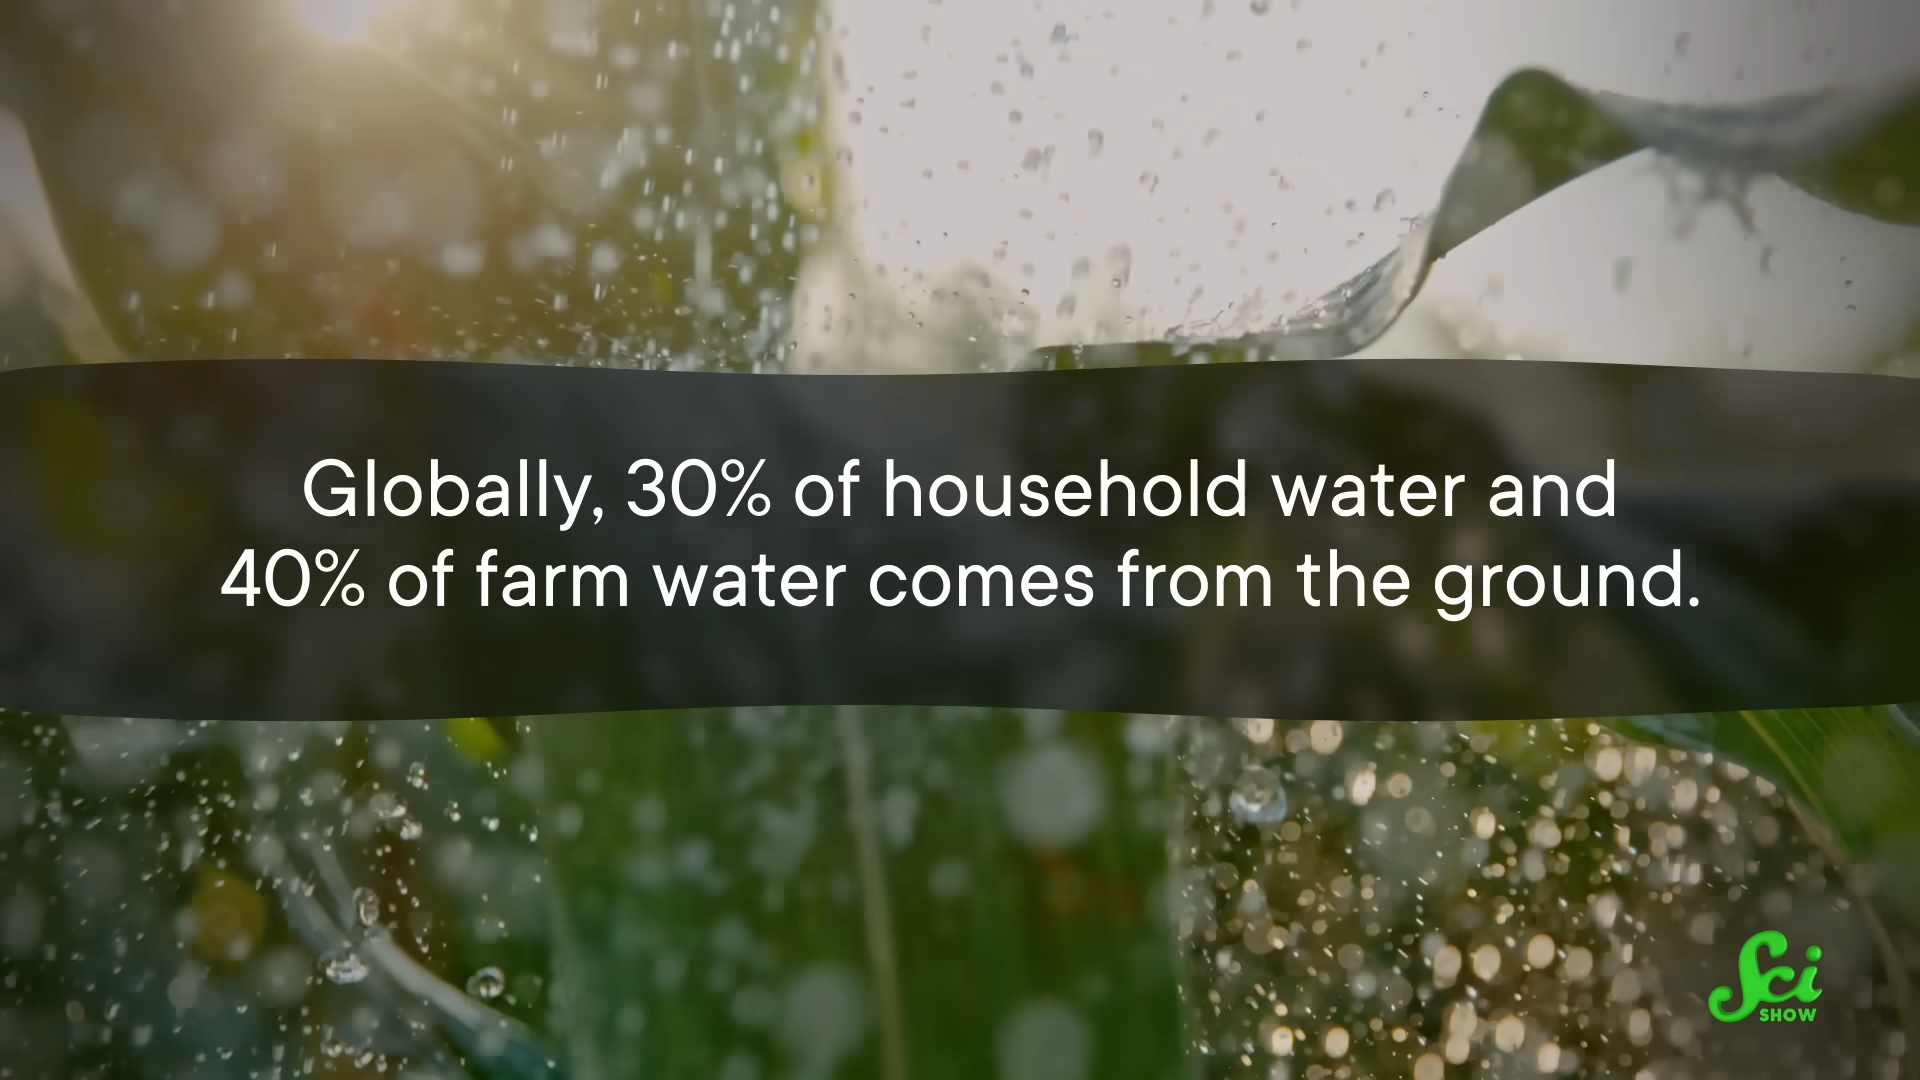 Globally, 30% of household water and
40% of farm water comes from the ground.
Sci
SHOW